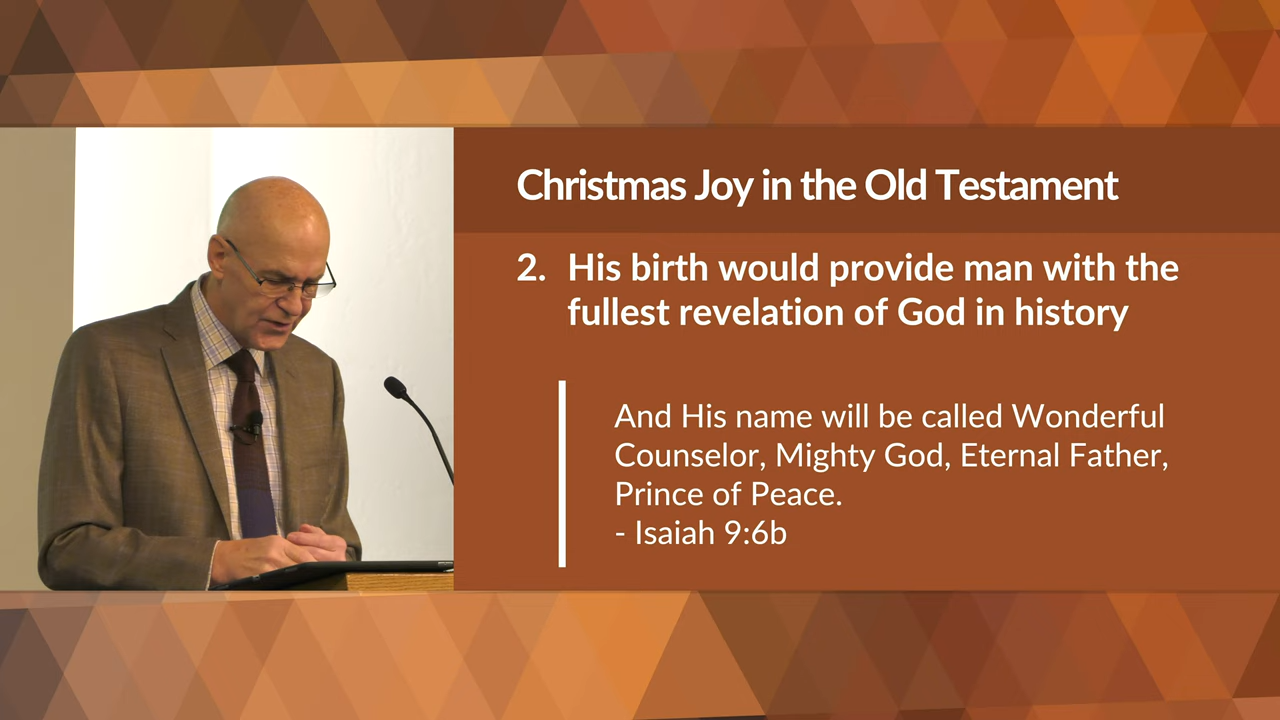 Christmas Joy in the Old Testament
2. His birth would provide man with the
fullest revelation of God in history
And His name will be called Wonderful
Counselor, Mighty God, Eternal Father,
Prince of Peace.
- Isaiah 9:6b